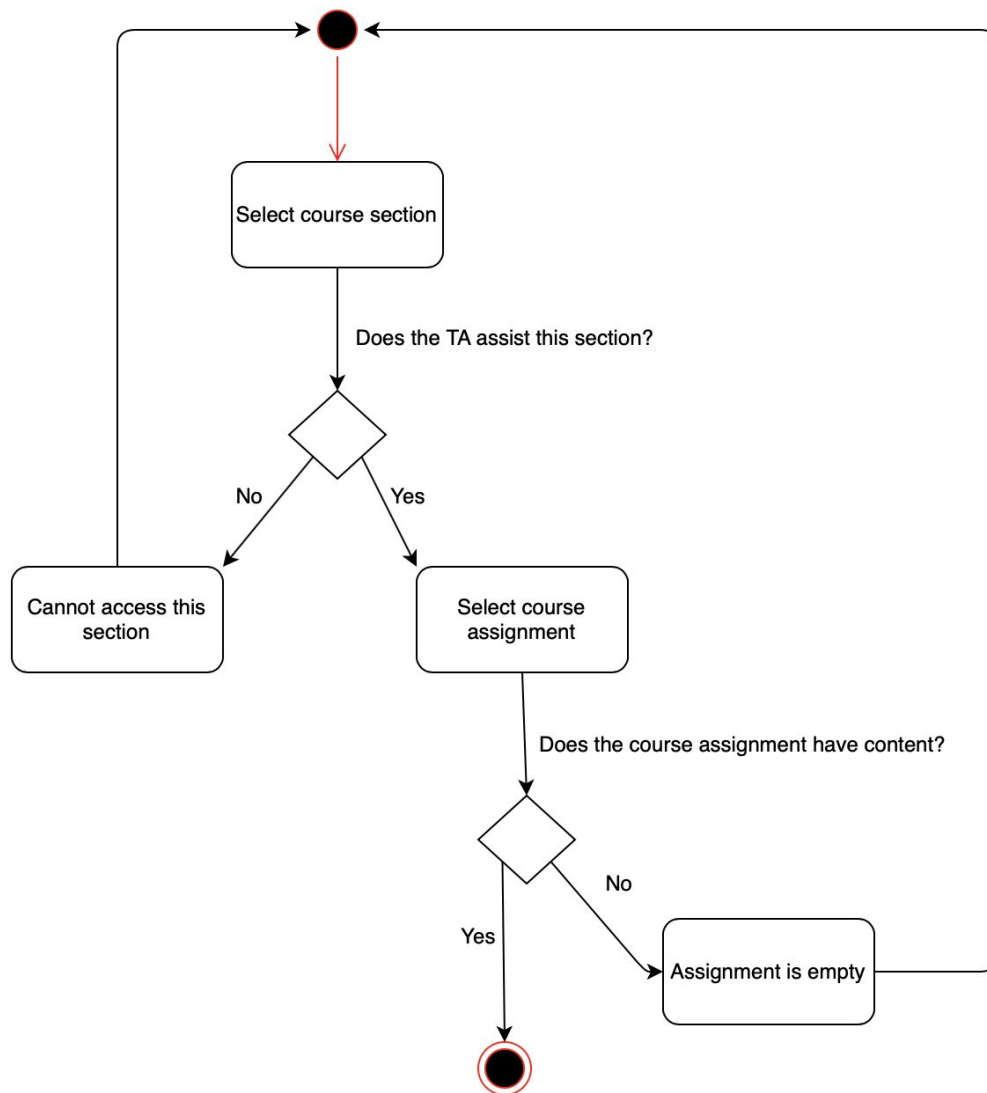 Select course section
Does the TA assist this section?
No
Yes
Cannot access this
section
Select course
assignment
Does the course assignment have content?
No
Yes
Assignment is empty